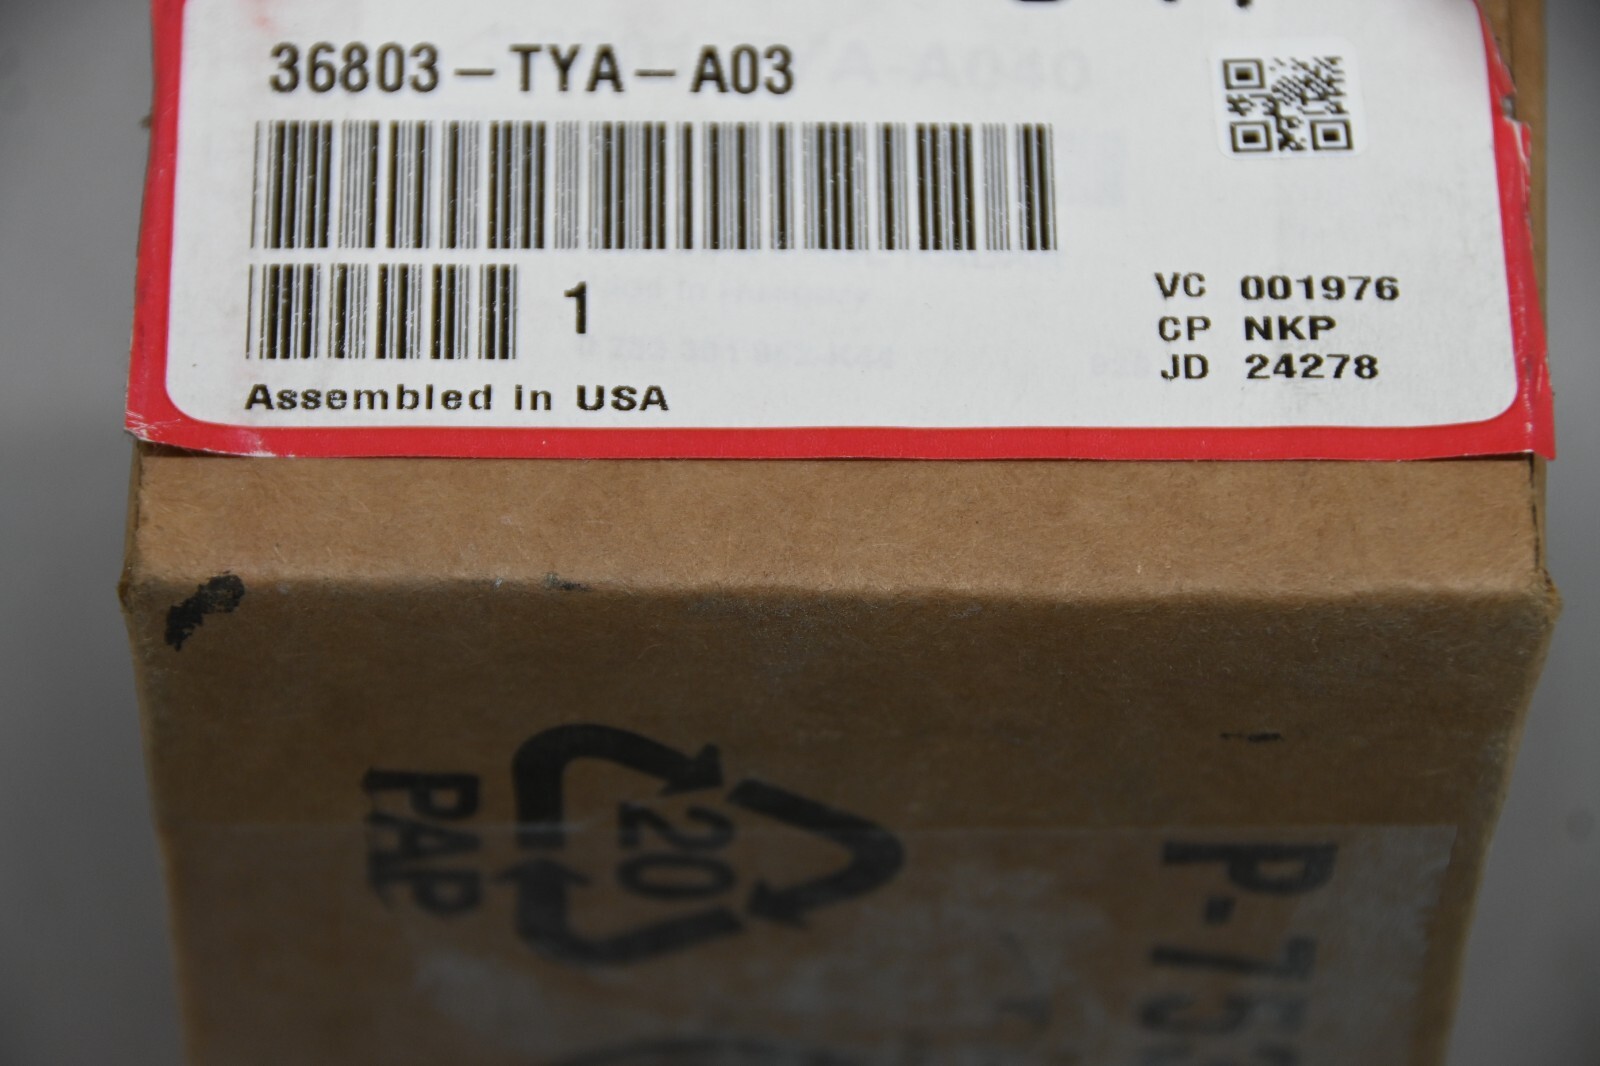 36803-TYA-A03
1
VC 001976
CP NKP
JD 24278
Assembled in USA
20
PAP